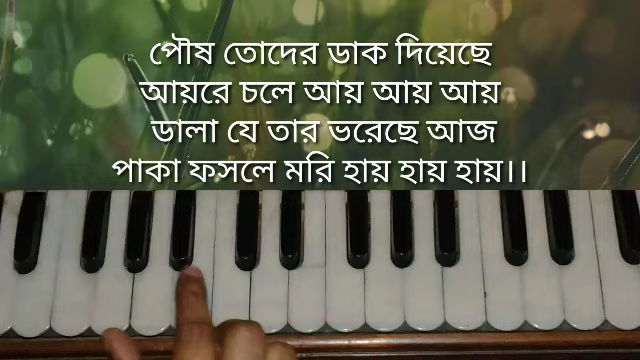 পৌষ তোদের ডাক দিয়েছে
আয়রে চলে আয় আয় আয়
ডালা যে তার ভরেছে আজ
পাকা ফসলে মরি হায় হায় হায়।।